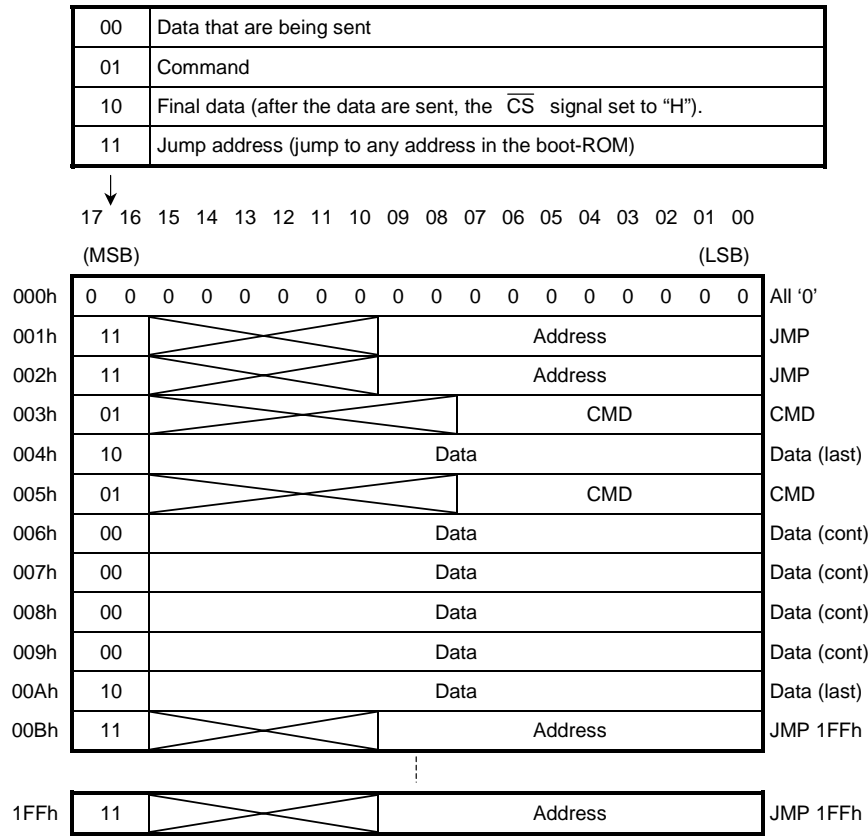 00 Data that are being sent
01 Command
10 Final data (after the data are sent, the CS signal set to “H”).
11 Jump address (jump to any address in the boot-ROM)
17 16 15 14 13 12 11 10 09 08 07 06 05 04 03 02 01 00
(MSB) (LSB)
000h 0 0 0 0 0 0 0 0 0 0 0 0 0 0 0 0 0 0 All ‘0’
001h 11 Address JMP
002h 11 Address JMP
003h 01 CMD CMD
004h 10 Data Data (last)
005h 01 CMD CMD
006h 00 Data Data (cont)
007h 00 Data Data (cont)
008h 00 Data Data (cont)
009h 00 Data Data (cont)
00Ah 10 Data Data (last)
00Bh 11 Address JMP 1FFh
1FFh 11 Address JMP 1FFh